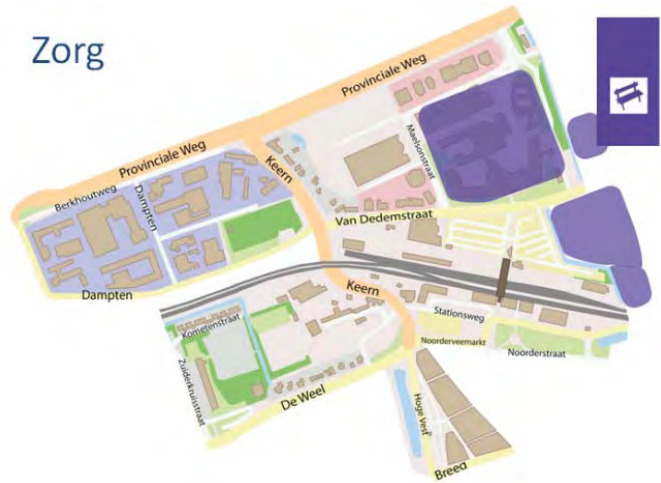 Zorg
Provinciale Weg
Provinciale Weg
Keern
Maelsonstraat
Berkhoutweg
Dampten
Van Dedemstraat
Dampten
Keern
Kometenstraat
Stationsweg
Noorderveemarkt
Noorderstraat
Zuiderkruisstraat
De Weel
Hoge Vest
Breed